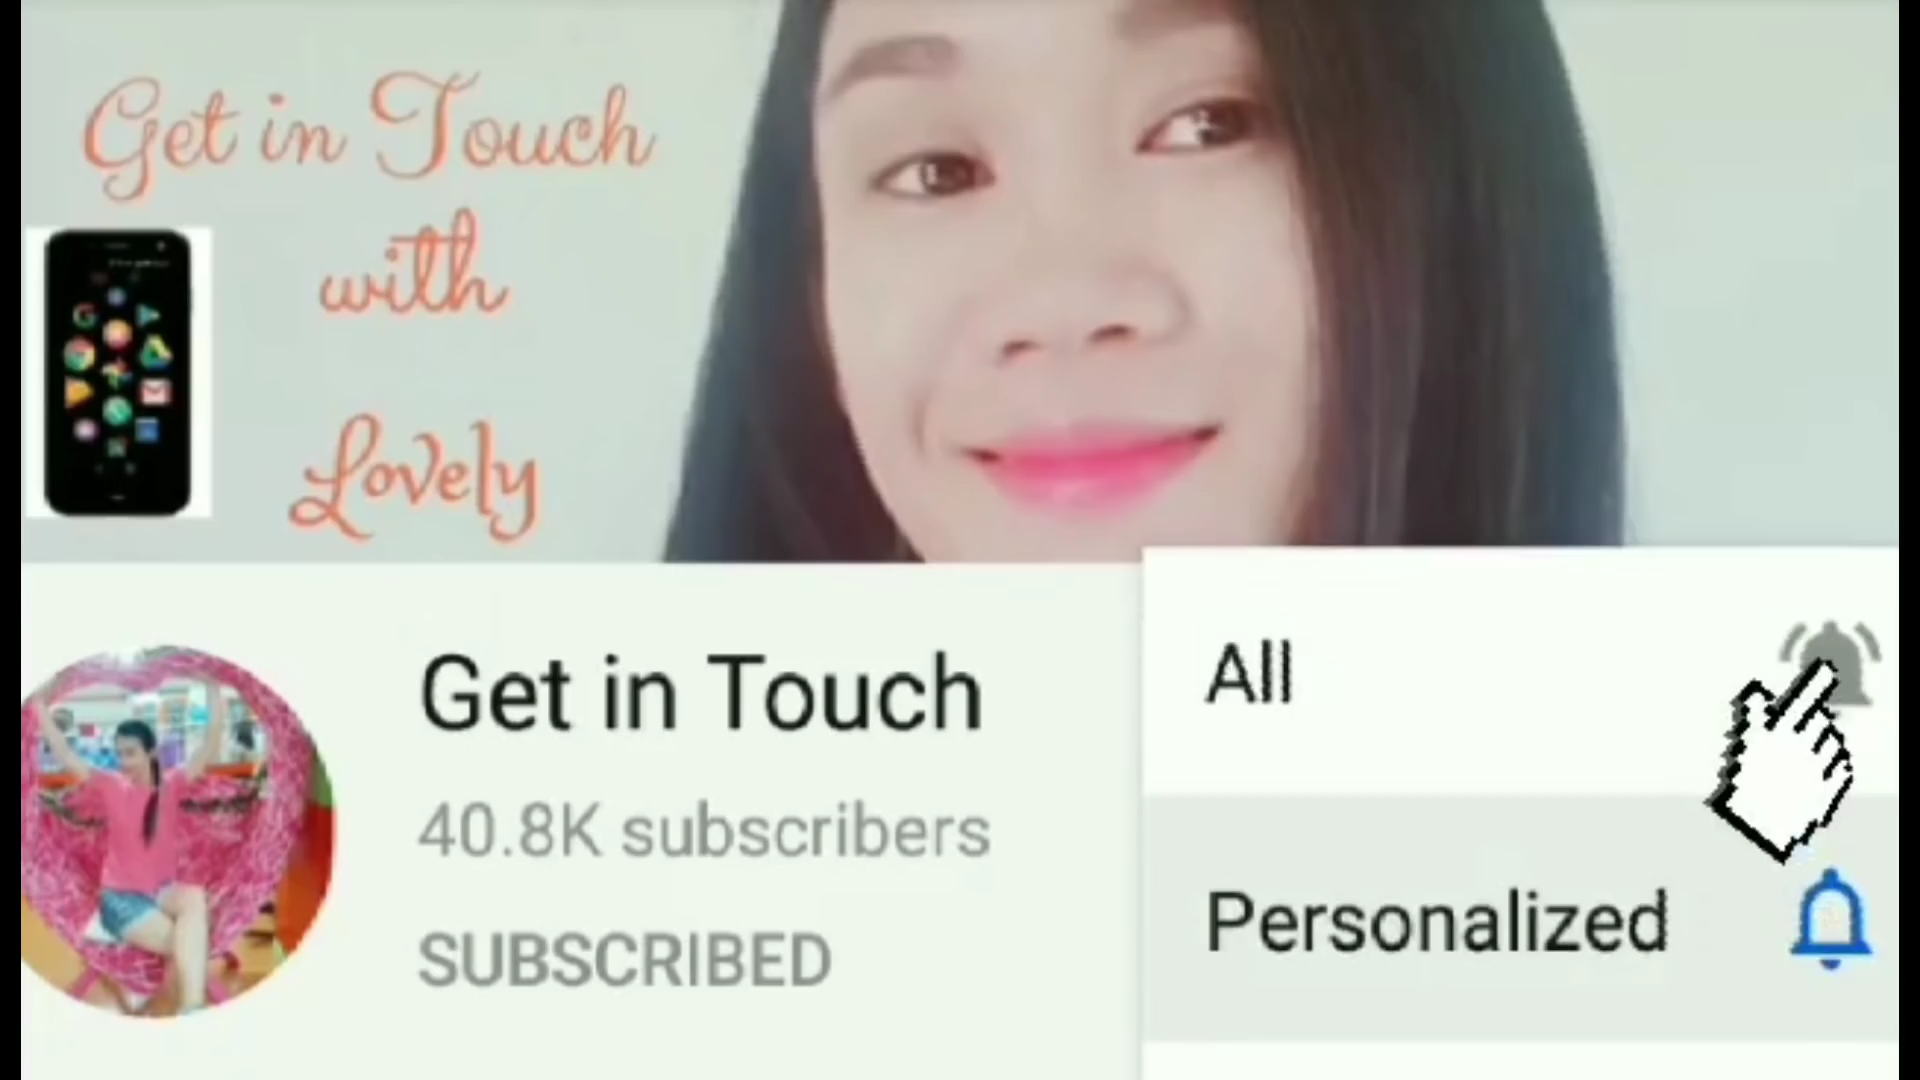 Get in Touch
with
Lovely
Get in Touch
40.8K subscribers
SUBSCRIBED
All
Personalized